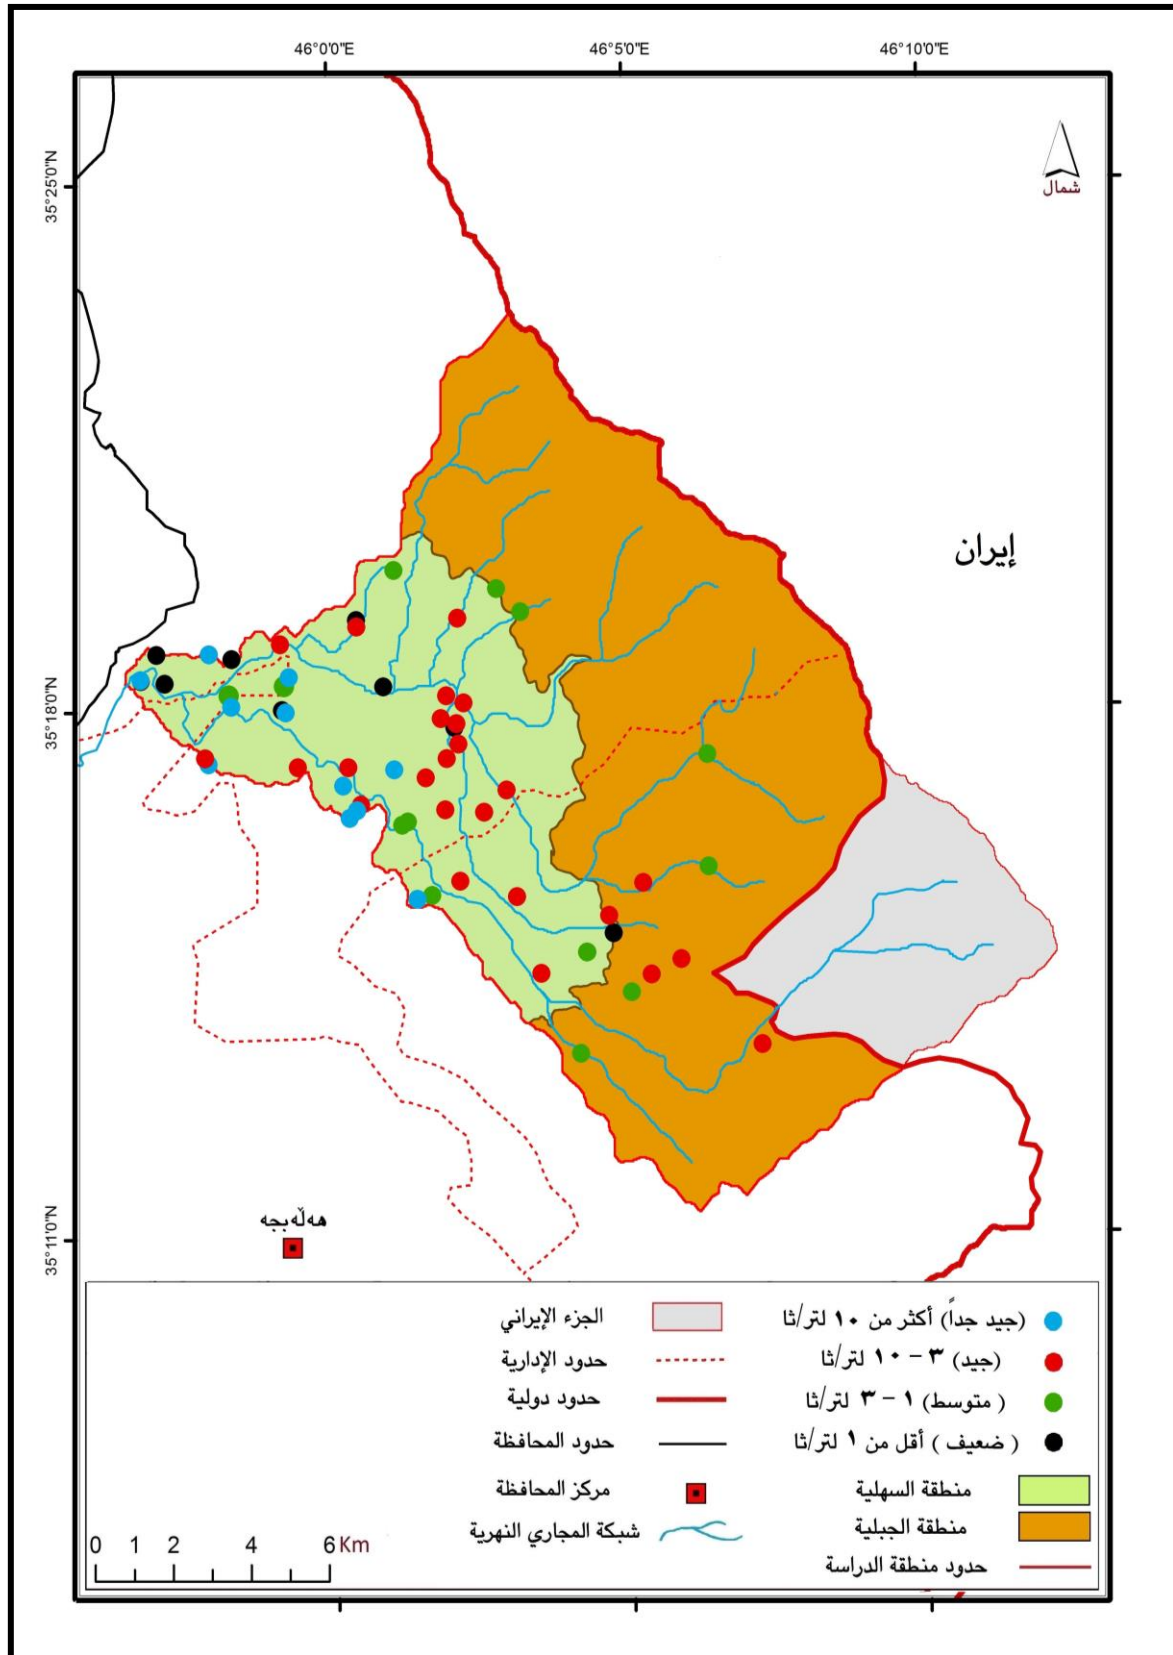 46°0'0"E
46°5'0"E
46°10'0"E
35°25'0"N
شمال
إيران
35°18'0"N
35°11'0"N
هەڵەبجە
(جيد جداً) أكثر من ١٠ لتر/ثا
(جيد) ٣ - ١٠ لتر/ثا
( متوسط) ١ - ٣ لتر/ثا
( ضعيف ) أقل من ١ لتر/ثا
منطقة السهلية
منطقة الجبلية
حدود منطقة الدراسة
الجزء الإيراني
حدود الإدارية
حدود دولية
حدود المحافظة
مركز المحافظة
شبكة المجاري النهرية
0 1 2 4 6 Km